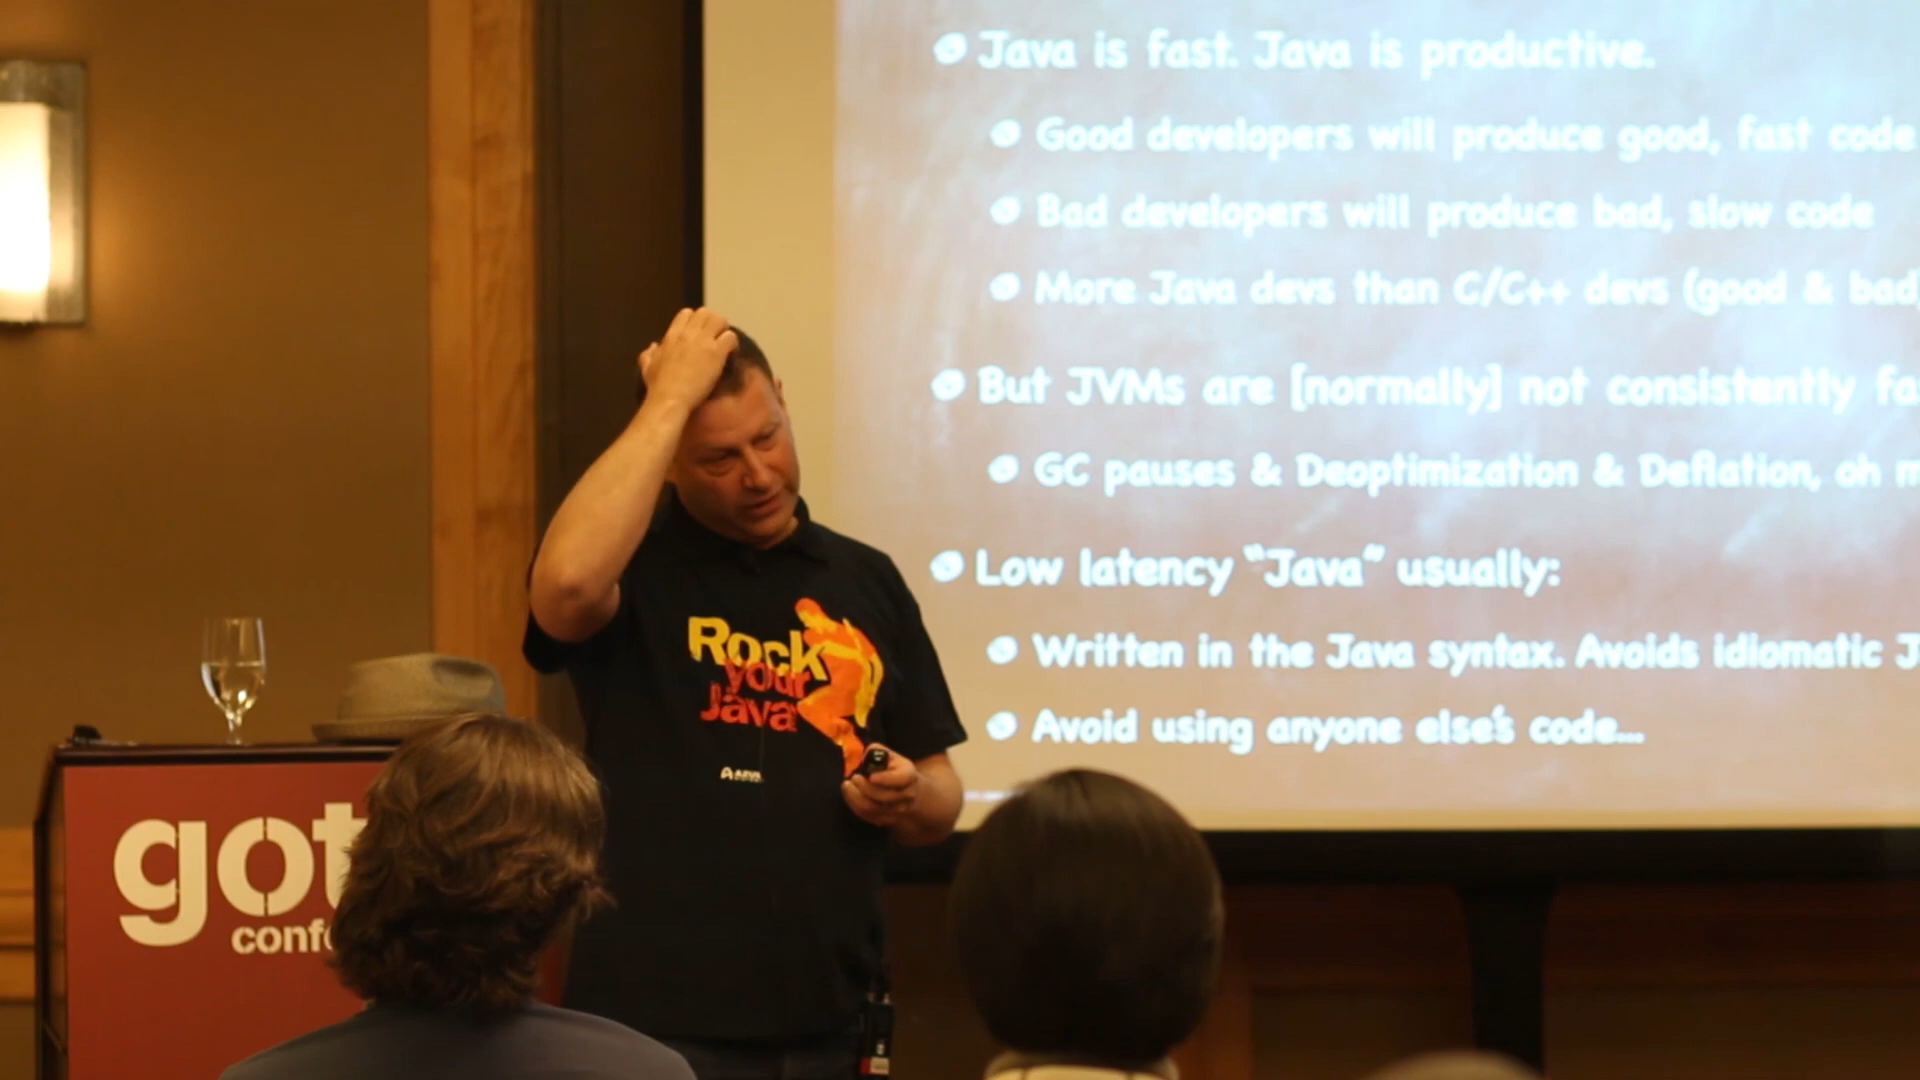 Java is fast. Java is productive.
Good developers will produce good, fast code
Bad developers will produce bad, slow code
More Java devs than C/C++ devs (good & bad
But JVMs are [normally] not consistently
GC pauses & Deoptimization & Deflation, oh
Low latency "Java" usually:
Written in the Java syntax. Avoids idiomatic
Avoid using anyone else's code...
Rock
your
Java
got
conf